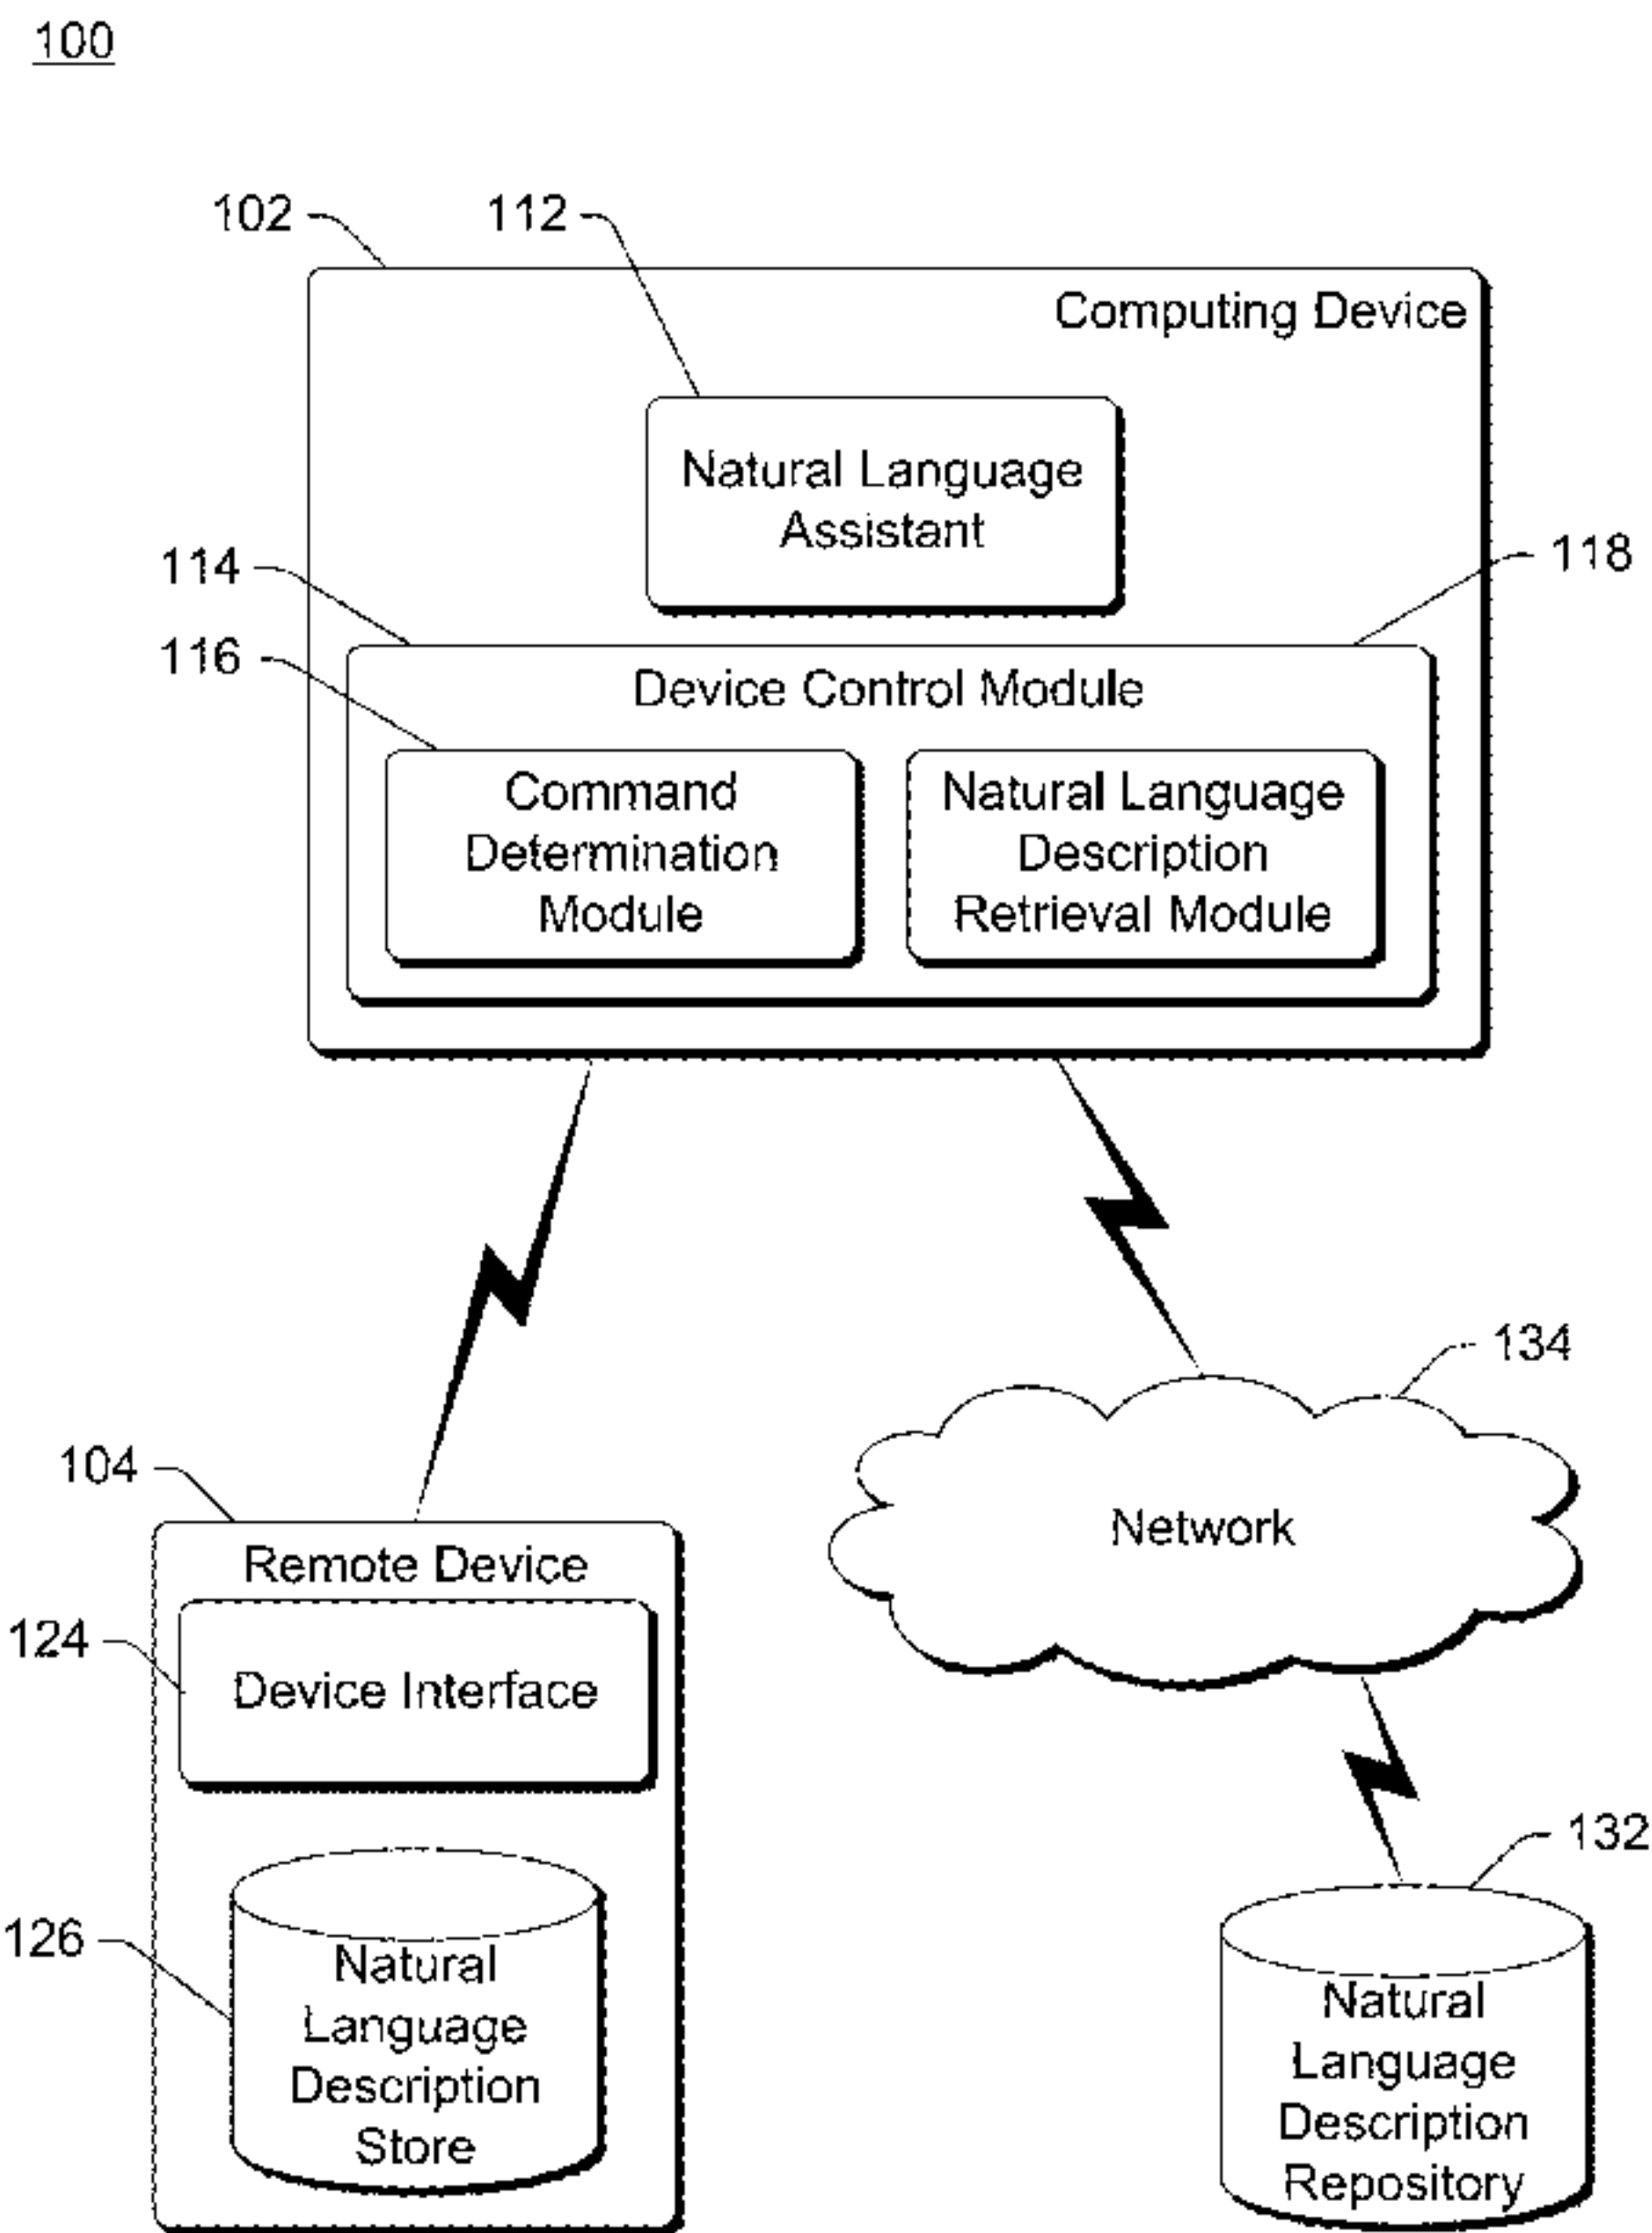 100
102
112
Computing Device
Natural Language
Assistant
114
118
116
Device Control Module
Command
Determination
Module
Natural Language
Description
Retrieval Module
134
104
Network
Remote Device
124
Device Interface
132
126
Natural
Language
Description
Store
Natural
Language
Description
Repository